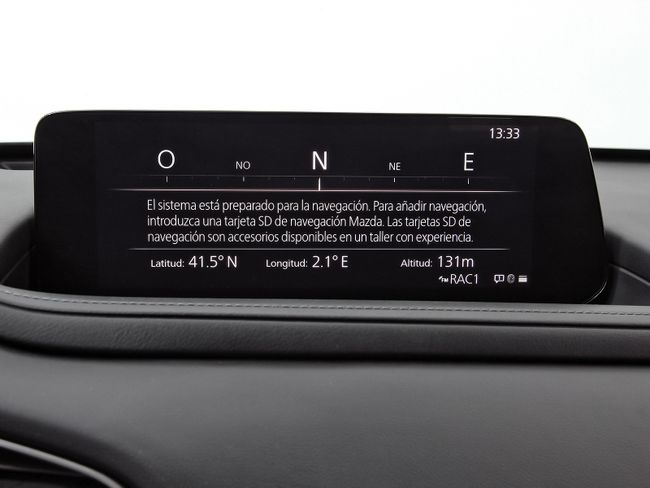 13:33
O NO N NE E
El sistema está preparado para la navegación. Para añadir navegación,
introduzca una tarjeta SD de navegación Mazda. Las tarjetas SD de
navegación son accesorios disponibles en un taller con experiencia.
Latitud: 41.5° N Longitud: 2.1° E Altitud: 131m
FM RAC1